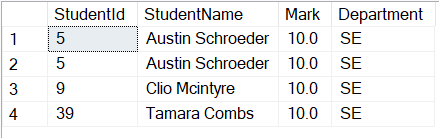 StudentId StudentName Mark Department
1 5 Austin Schroeder 10.0 SE
2 5 Austin Schroeder 10.0 SE
3 9 Clio Mcintyre 10.0 SE
4 39 Tamara Combs 10.0 SE